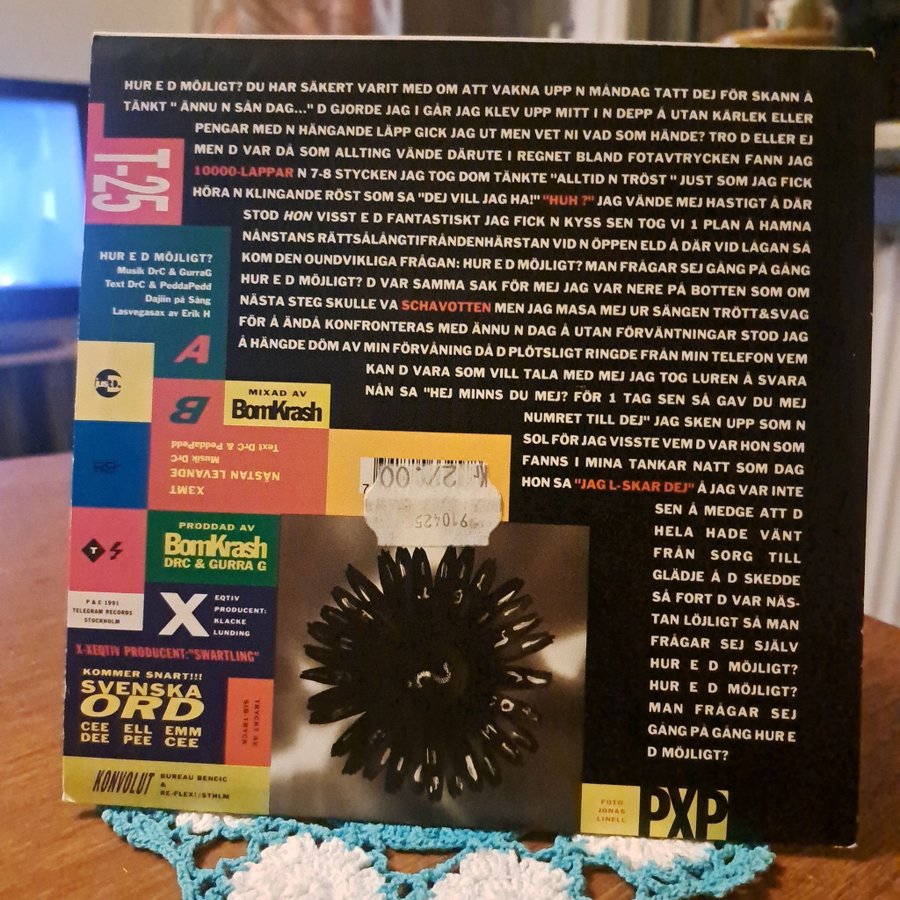 HUR E D MÖJLIGT? DU HAR SÄKERT VARIT MED OM ATT VAKNA UPP N MÅNDAG TATT DEJ FÖR SKANN Å
TÄNKT " ÄNNU N SÅN DAG..." D GJORDE JAG I GÅR JAG KLEV UPP MITT I N DEPP Å UTAN KÄRLEK ELLER
PENGAR MED N HÄNGANDE LÄPP GICK JAG UT MEN VET NI VAD SOM HÄNDE? TRO D ELLER EJ
MEN D VAR DÅ SOM ALLTING VÄNDE DÄRUTE I REGNET BLAND FOTAVTRYCKEN FANN JAG
10000-LAPPAR N 7-8 STYCKEN JAG TOG DOM TÄNKTE "ALLTID N TRÖST " JUST SOM JAG FICK
HÖRA N KLINGANDE RÖST SOM SA "DEJ VILL JAG HA!" "HUH ?" JAG VÄNDE MEJ HASTIGT Å DÄR
STOD HON VISST E D FANTASTISKT JAG FICK N KYSS SEN TOG VI 1 PLAN Å HAMNA
NÅNSTANS RÄTTSÅLÅNGTIFRÅNDENHÄRSTAN VID N ÖPPEN ELD Å DÄR VID LÅGAN SÅ
KOM DEN OUNDVIKLIGA FRÅGAN: HUR E D MÖJLIGT? MAN FRÅGAR SEJ GÅNG PÅ GÅNG
HUR E D MÖJLIGT? D VAR SAMMA SAK FÖR MEJ JAG VAR NERE PÅ BOTTEN SOM OM
NÄSTA STEG SKULLE VA SCHAVOTTEN MEN JAG MASA MEJ UR SÄNGEN TRÖTT&SVAG
FÖR Å ÄNDÅ KONFRONTERAS MED ÄNNU N DAG Å UTAN FÖRVÄNTNINGAR STOD JAG
Å HÄNGDE DÖM AV MIN FÖRVÅNING DÅ D PLÖTSLIGT RINGDE FRÅN MIN TELEFON VEM
KAN D VARA SOM VILL TALA MED MEJ JAG TOG LUREN Å SVARA
NÅN SA "HEJ MINNS DU MEJ? FÖR 1 TAG SEN SÅ GAV DU MEJ
NUMRET TILL DEJ" JAG SKEN UPP SOM N
SOL FÖR JAG VISSTE VEM D VAR HON SOM
FANNS I MINA TANKAR NATT SOM DAG
HON SA "JAG L-SKAR DEJ" Å JAG VAR INTE
SEN Å MEDGE ATT D
HELA HADE VÄNT
FRÅN SORG TILL
GLÄDJE Å D SKEDDE
SÅ FORT D VAR NÄS-
TAN LÖJLIGT SÅ MAN
FRÅGAR SEJ SJÄLV
HUR E D MÖJLIGT?
HUR E D MÖJLIGT?
MAN FRÅGAR SEJ
GÅNG PÅ GÅNG HUR E
D MÖJLIGT?
T-25
HUR E D MÖJLIGT?
Musik DrC & GurraG
Text DrC & PeddaPedd
Dajiin på Sång
Lasvegasax av Erik H
A
B
MIXAD AV
BomKrash
X3MT
NÄSTAN LEVANDE
Musik DrC
Text DrC & PeddaPedd
Kr 27.00
910425
PRODDAD AV
BomKrash
DRC & GURRA G
T
P & C 1991
TELEGRAM RECORDS
STOCKHOLM
X
EQTIV
PRODUCENT:
KLACKE
LUNDING
X-XEQTIV PRODUCENT:"SWARTLING"
KOMMER SNART!!!
SVENSKA
ORD
CEE ELL EMM
DEE PEE CEE
TRYCKT AV
SIB-TRYCK
KONVOLUT
BUREAU BENCIC
&
RE-FLEX!/STHLM
FOTO
JONAS
LINELL
PXP